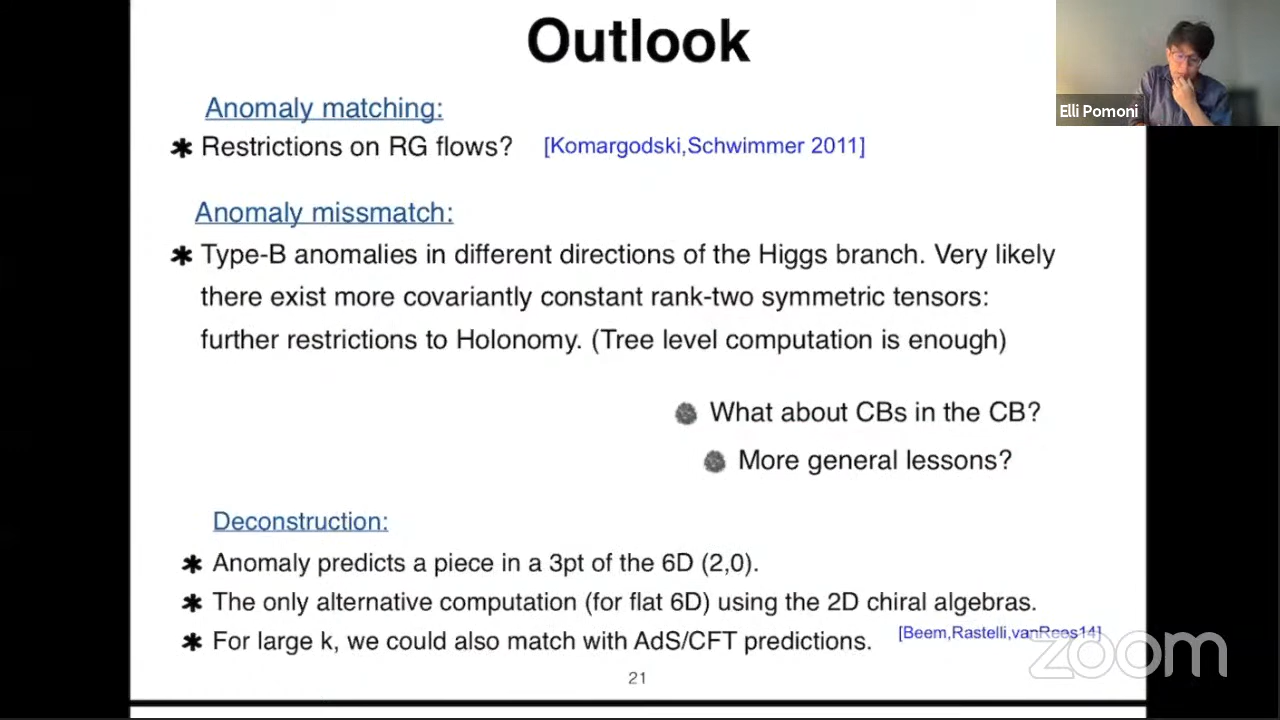 Outlook
Elli Pomoni
Anomaly matching:
✱ Restrictions on RG flows? [Komargodski,Schwimmer 2011]
Anomaly missmatch:
✱ Type-B anomalies in different directions of the Higgs branch. Very likely
there exist more covariantly constant rank-two symmetric tensors:
further restrictions to Holonomy. (Tree level computation is enough)
What about CBs in the CB?
More general lessons?
Deconstruction:
✱ Anomaly predicts a piece in a 3pt of the 6D (2,0).
✱ The only alternative computation (for flat 6D) using the 2D chiral algebras.
[Beem,Rastelli,vanRees14]
✱ For large k, we could also match with AdS/CFT predictions.
zoom
21